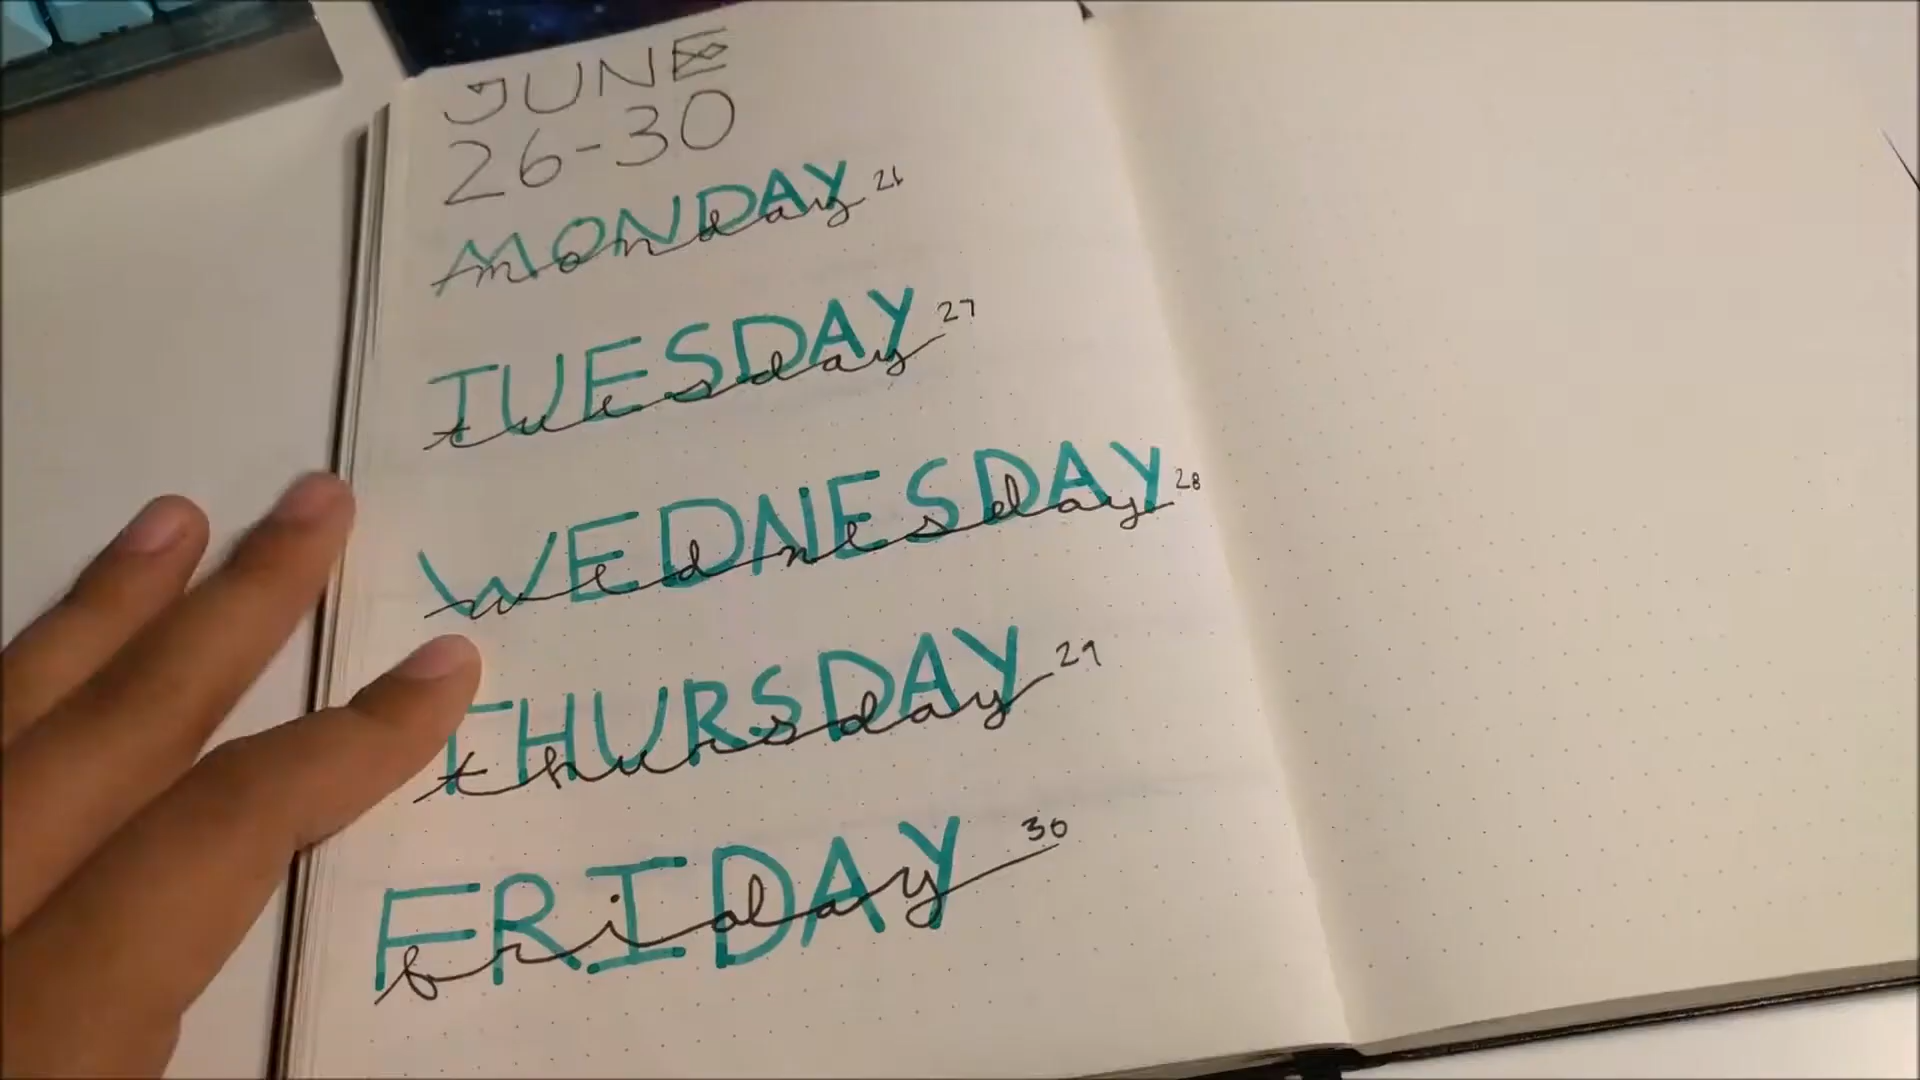 JUNE
26-30
MONDAY 26
monday
TUESDAY 27
tuesday
WEDNESDAY 28
wednesday
THURSDAY 29
thursday
FRIDAY 30
friday